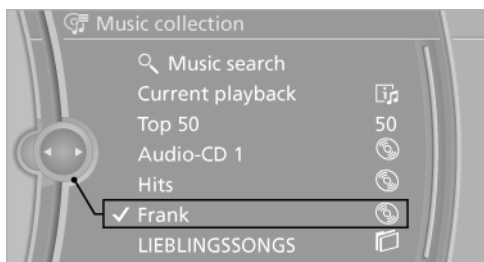 Music collection
Music search
Current playback
Top 50 50
Audio-CD 1
Hits
Frank
LIEBLINGSSONGS